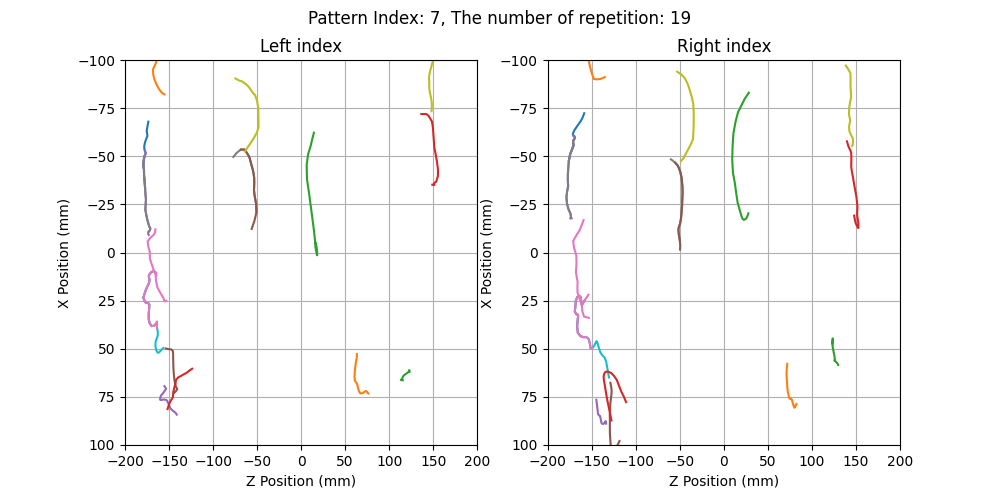 Pattern Index: 7, The number of repetition: 19
Left index
Right index
X Position (mm)
−100
−75
−50
−25
0
25
50
75
100
−200 −150 −100 −50 0 50 100 150 200
Z Position (mm)
X Position (mm)
−100
−75
−50
−25
0
25
50
75
100
−200 −150 −100 −50 0 50 100 150 200
Z Position (mm)